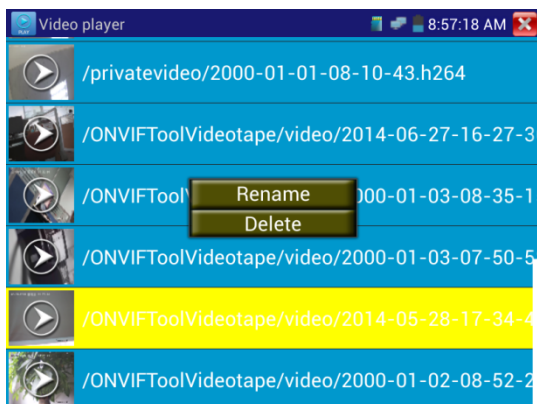 PLAY
Video player
8:57:18 AM
/privatevideo/2000-01-01-08-10-43.h264
/ONVIFToolVideotape/video/2014-06-27-16-27-3
/ONVIFTool
000-01-03-08-35-1
Rename
Delete
/ONVIFToolVideotape/video/2000-01-03-07-50-5
/ONVIFToolVideotape/video/2014-05-28-17-34-4
/ONVIFToolVideotape/video/2000-01-02-08-52-2